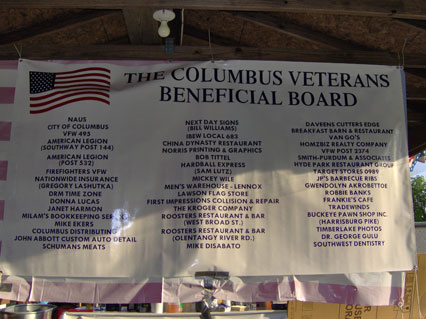 THE COLUMBUS VETERANS
BENEFICIAL BOARD
NAUS
CITY OF COLUMBUS
VFW 493
AMERICAN LEGION
(SOUTHWAY POST 144)
AMERICAN LEGION
(POST 332)
FIREFIGHTERS VFW
NATIONWIDE INSURANCE
(GREGORY LASHUTKA)
DRM TIME ZONE
DONNA LUCAS
JANET HARMON
MILAM'S BOOKKEEPING
MIKE EKERS
COLUMBUS DISTRIBUTING
JOHN ABBOTT CUSTOM AUTO DETAIL
SCHUMANS MEATS
NEXT DAY SIGNS
(BILL WILLIAMS)
IBEW LOCAL 683
CHINA DYNASTY RESTAURANT
NORRIS PRINTING & GRAPHICS
BOB TITTEL
HARDBALL EXPRESS
(SAM LUTZ)
MICKEY WILE
MEN'S WAREHOUSE - LENNOX
LAWSON FLAG STORE
FIRST IMPRESSIONS COLLISION & REPAIR
THE KROGER COMPANY
ROOSTERS RESTAURANT & BAR
(WEST BROAD ST.)
ROOSTERS RESTAURANT & BAR
(OLENTANGY RIVER RD.)
MIKE DISABATO
DAVEENS CUTTERS EDGE
BREAKFAST BARN & RESTAURANT
VAN GO'S
HOMZBIZ REALTY COMPANY
VFW POST 2374
SMITH-PURDUM & ASSOCIATES
HYDE PARK RESTAURANT GROUP
TARGET STORES 0986
JP'S BARBECUE RIBS
GWENDOLYN AKROBETTOE
ROBBIE BANKS
FRANKIE'S CAFE
TRADEWINDS
BUCKEYE PAWN SHOP INC.
(HARRISBURG PIKE)
TIMBERLAKE PHOTOS
DR. GEORGE GULU
SOUTHWEST DENTISTRY